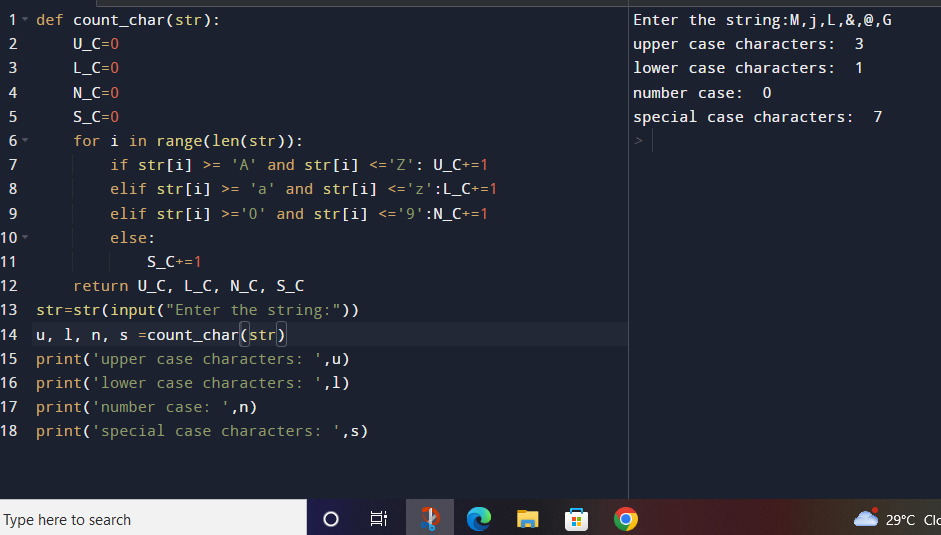 1 def count_char(str):
2 U_C=0
3 L_C=0
4 N_C=0
5 S_C=0
6 for i in range(len(str)):
7 if str[i] >= 'A' and str[i] <='Z': U_C+=1
8 elif str[i] >= 'a' and str[i] <='z':L_C+=1
9 elif str[i] >='0' and str[i] <='9':N_C+=1
10 else:
11 S_C+=1
12 return U_C, L_C, N_C, S_C
13 str=str(input("Enter the string:"))
14 u, l, n, s =count_char(str)
15 print('upper case characters: ',u)
16 print('lower case characters: ',l)
17 print('number case: ',n)
18 print('special case characters: ',s)
Enter the string:M,j,L,&,@,G
upper case characters:  3
lower case characters:  1
number case:  0
special case characters:  7
>
Type here to search
29°C Clo